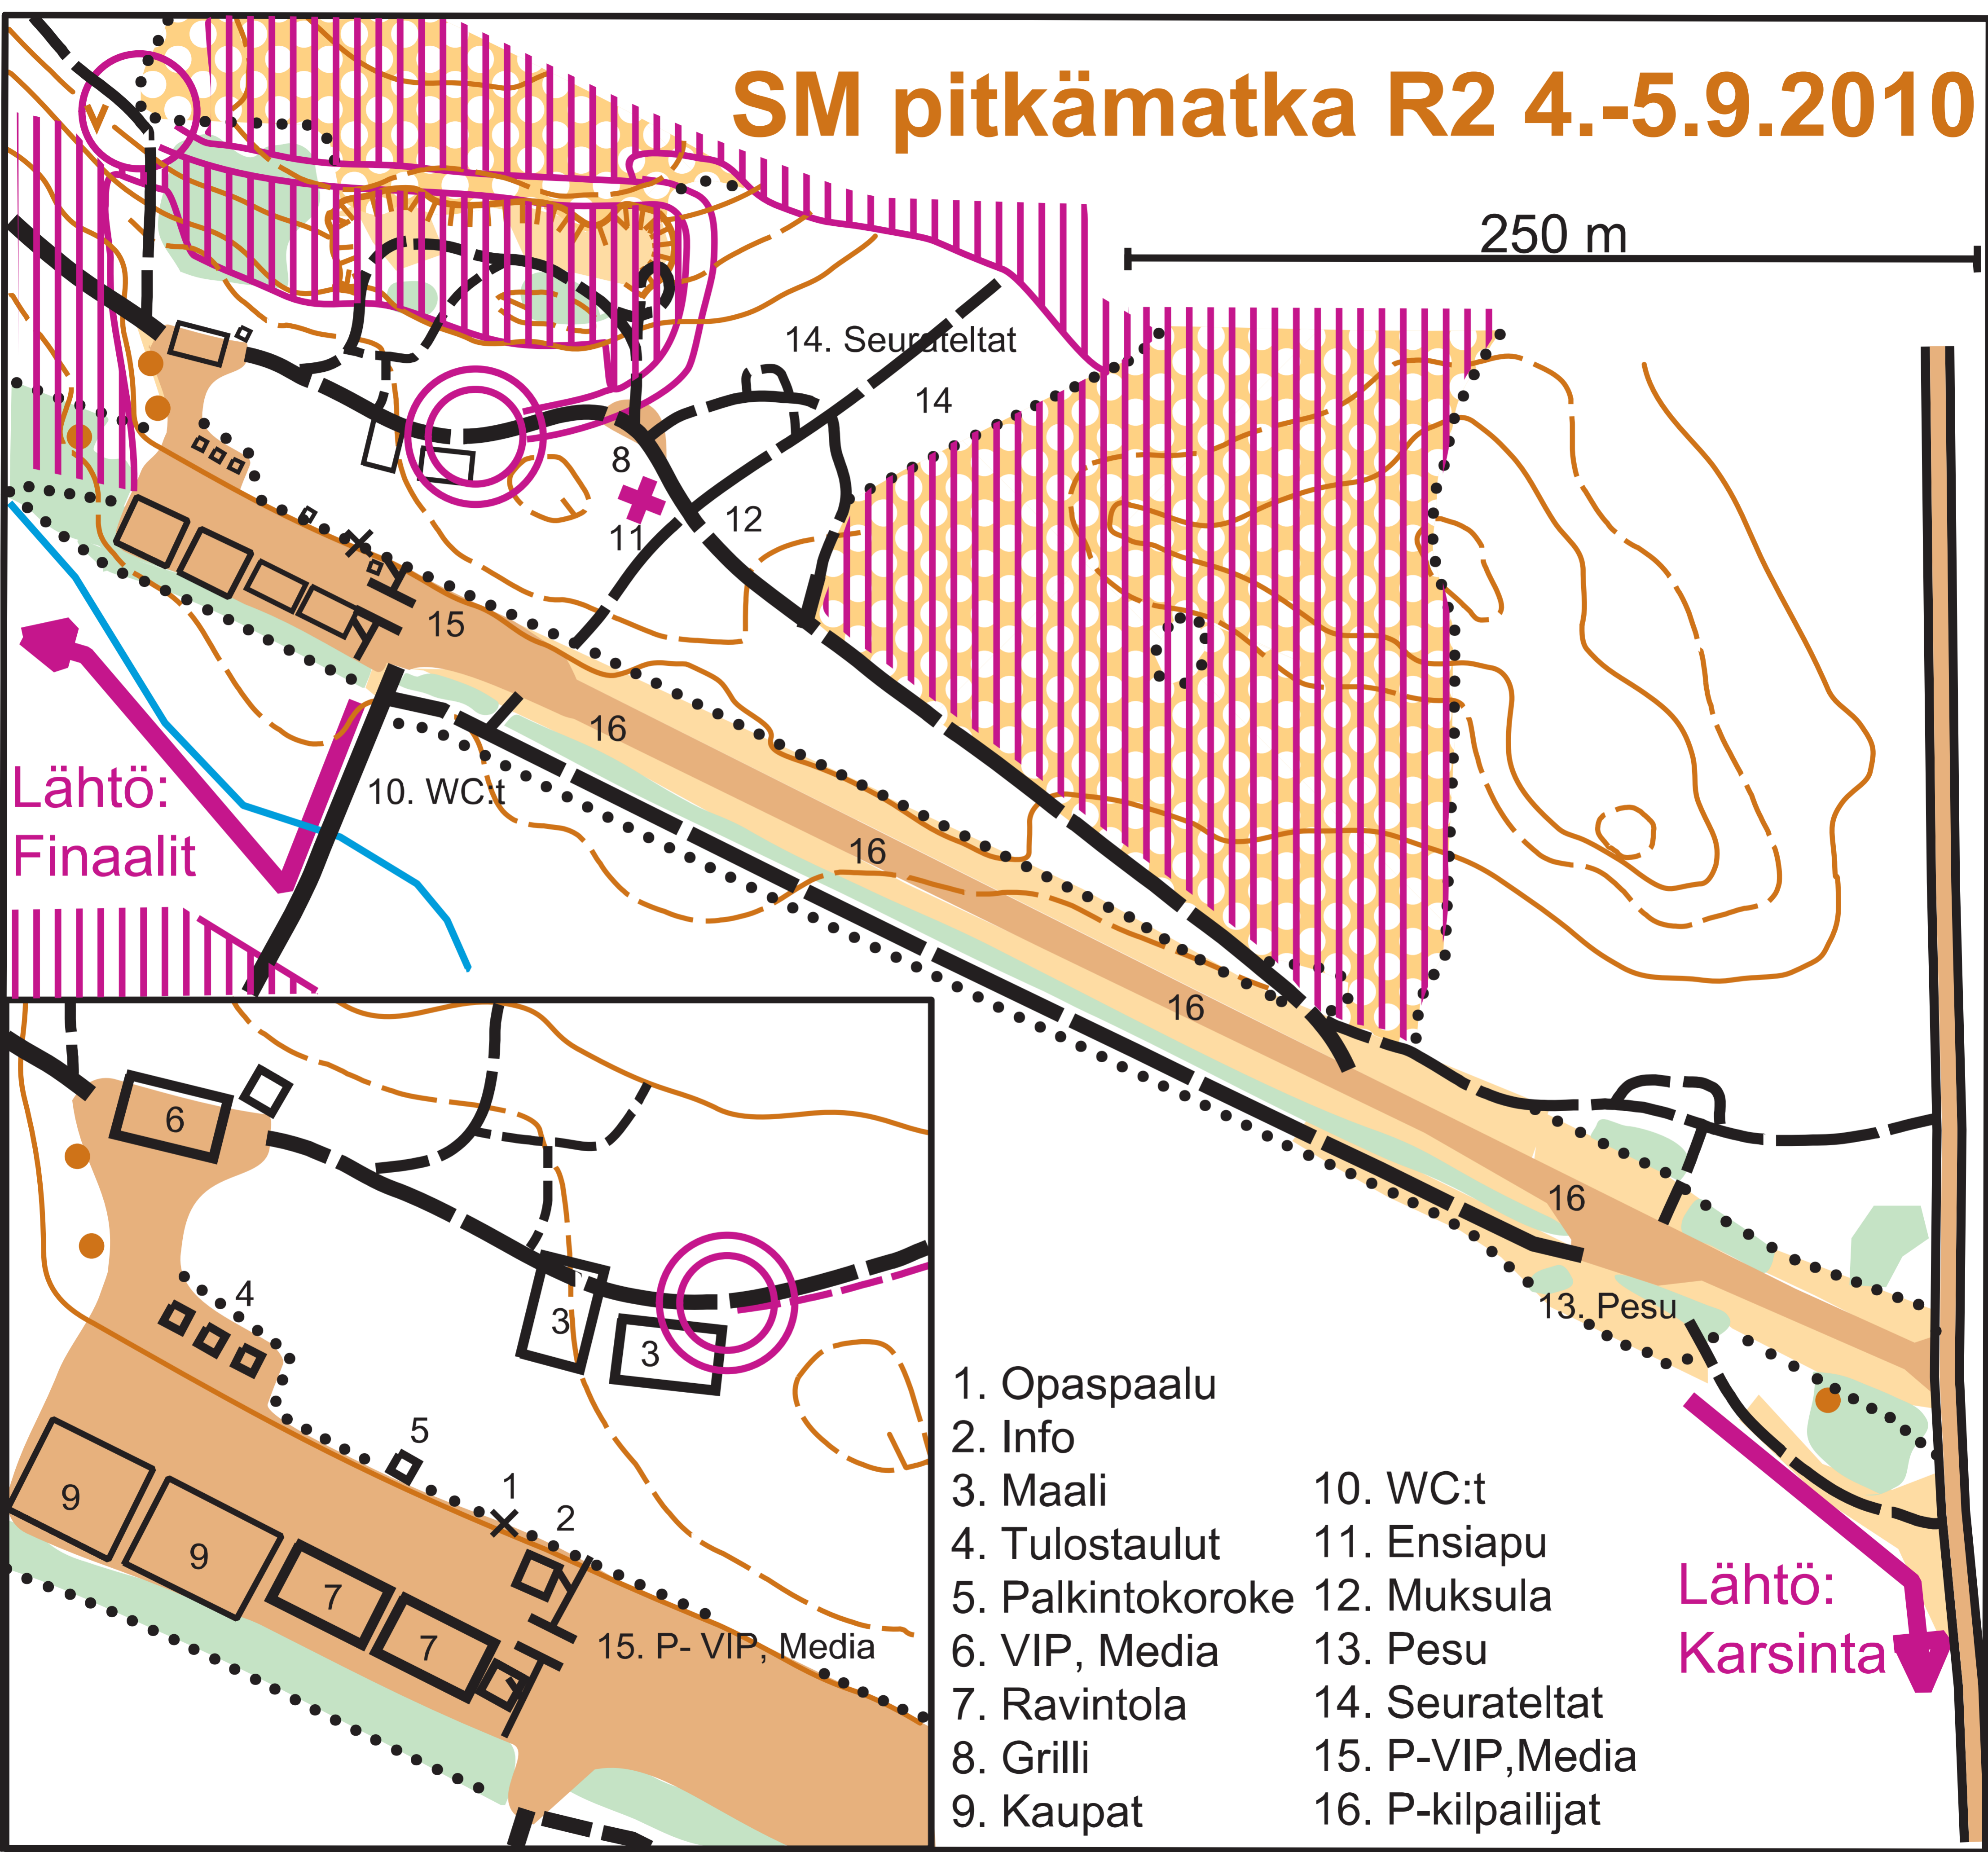 SM pitkämatka R2 4.-5.9.2010
250 m
14. Seurateltat
14
8
11
12
15
16
10. WC:t
16
16
16
13. Pesu
Lähtö:
Finaalit
6
4
3
3
5
1
2
9
9
7
7
15. P- VIP, Media
1. Opaspaalu
2. Info
3. Maali
4. Tulostaulut
5. Palkintokoroke
6. VIP, Media
7. Ravintola
8. Grilli
9. Kaupat
10. WC:t
11. Ensiapu
12. Muksula
13. Pesu
14. Seurateltat
15. P-VIP,Media
16. P-kilpailijat
Lähtö:
Karsinta